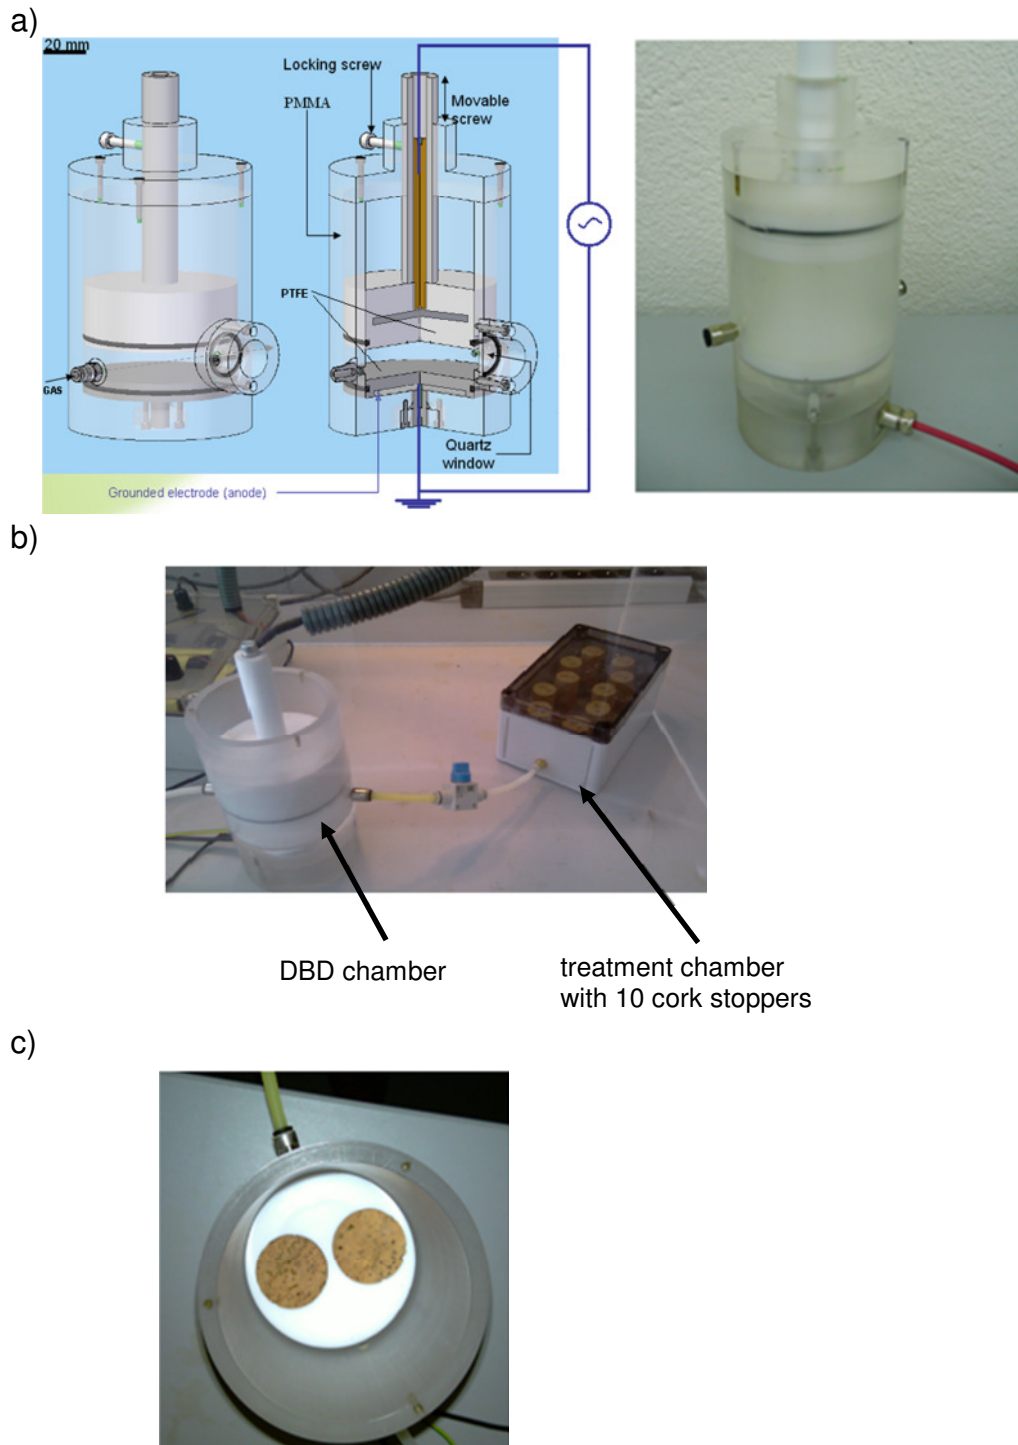 a)
20 mm
Locking screw
PMMA
Movable
screw
PTFE
GAS
Quartz
window
Grounded electrode (anode)
b)
DBD chamber
treatment chamber
with 10 cork stoppers
c)